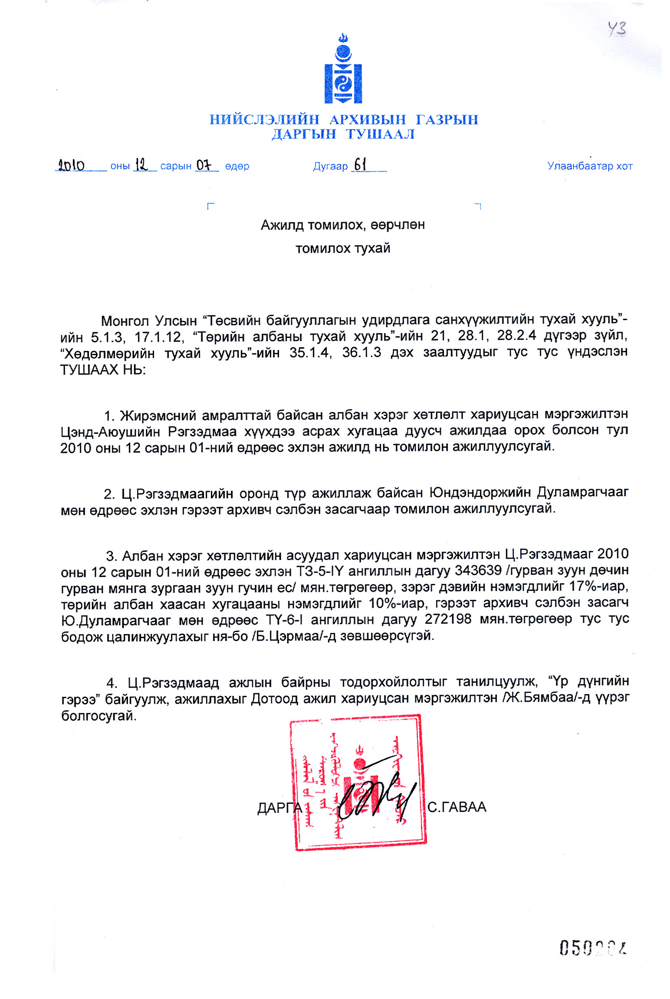 43
НИЙСЛЭЛИЙН АРХИВЫН ГАЗРЫН
ДАРГЫН ТУШААЛ
2010 оны 12 сарын 07 өдөр Дугаар 61 Улаанбаатар хот
Ажилд томилох, өөрчлөн
томилох тухай
Монгол Улсын “Төсвийн байгууллагын удирдлага санхүүжилтийн тухай хууль”-
ийн 5.1.3, 17.1.12, “Төрийн албаны тухай хууль”-ийн 21, 28.1, 28.2.4 дүгээр зүйл,
“Хөдөлмөрийн тухай хууль”-ийн 35.1.4, 36.1.3 дэх заалтуудыг тус тус үндэслэн
ТУШААХ НЬ:
1. Жирэмсний амралттай байсан албан хэрэг хөтлөлт хариуцсан мэргэжилтэн
Цэнд-Аюушийн Рэгзэдмаа хүүхдээ асрах хугацаа дуусч ажилдаа орох болсон тул
2010 оны 12 сарын 01-ний өдрөөс эхлэн ажилд нь томилон ажиллуулсугай.
2. Ц.Рэгзэдмаагийн оронд түр ажиллаж байсан Юндэндоржийн Дуламрагчааг
мөн өдрөөс эхлэн гэрээт архивч сэлбэн засагчаар томилон ажиллуулсугай.
3. Албан хэрэг хөтлөлтийн асуудал хариуцсан мэргэжилтэн Ц.Рэгзэдмааг 2010
оны 12 сарын 01-ний өдрөөс эхлэн ТЗ-5-IY ангиллын дагуу 343639 /гурван зуун дөчин
гурван мянга зургаан зуун гучин ес/ мян.төгрөгөөр, зэрэг дэвийн нэмэгдлийг 17%-иар,
төрийн албан хаасан хугацааны нэмэгдлийг 10%-иар, гэрээт архивч сэлбэн засагч
Ю.Дуламрагчааг мөн өдрөөс ТҮ-6-I ангиллын дагуу 272198 мян.төгрөгөөр тус тус
бодож цалинжуулахыг ня-бо /Б.Цэрмаа/-д зөвшөөрсүгэй.
4. Ц.Рэгзэдмаад ажлын байрны тодорхойлолтыг танилцуулж, “Үр дүнгийн
гэрээ” байгуулж, ажиллахыг Дотоод ажил хариуцсан мэргэжилтэн /Ж.Бямбаа/-д үүрэг
болгосугай.
ДАРГА С.ГАВАА